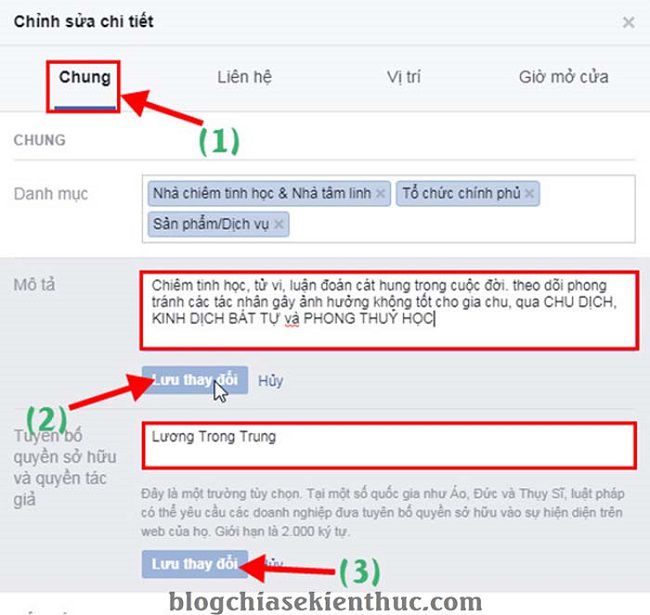 Chỉnh sửa chi tiết ×
Chung Liên hệ Vị trí Giờ mở cửa
(1)
CHUNG
Danh mục
Nhà chiêm tinh học & Nhà tâm linh × Tổ chức chính phủ ×
Sản phẩm/Dịch vụ ×
Mô tả
Chiêm tinh học, tử vi, luận đoán cát hung trong cuộc đời. theo dõi phong
tránh các tác nhân gây ảnh hưởng không tốt cho gia chu, qua CHU DỊCH,
KINH DỊCH BÁT TỰ và PHONG THUỶ HỌC
Lưu thay đổi Hủy
(2)
Tuyên bố
quyền sở hữu
và quyền tác
giả
Lương Trong Trung
Đây là một trường tùy chọn. Tại một số quốc gia như Áo, Đức và Thụy Sĩ, luật pháp
có thể yêu cầu các doanh nghiệp đưa tuyên bố quyền sở hữu vào sự hiện diện trên
web của họ. Giới hạn là 2.000 ký tự.
Lưu thay đổi Hủy
(3)
blogchiasekienthuc.com